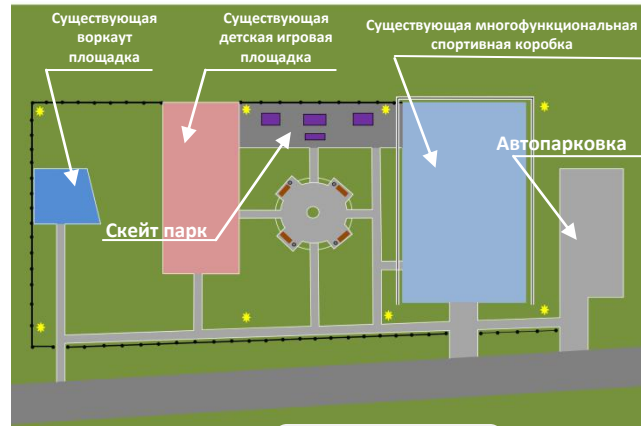 Существующая
воркаут
площадка
Существующая
детская игровая
площадка
Существующая многофункциональная
спортивная коробка
Автопарковка
Скейт парк